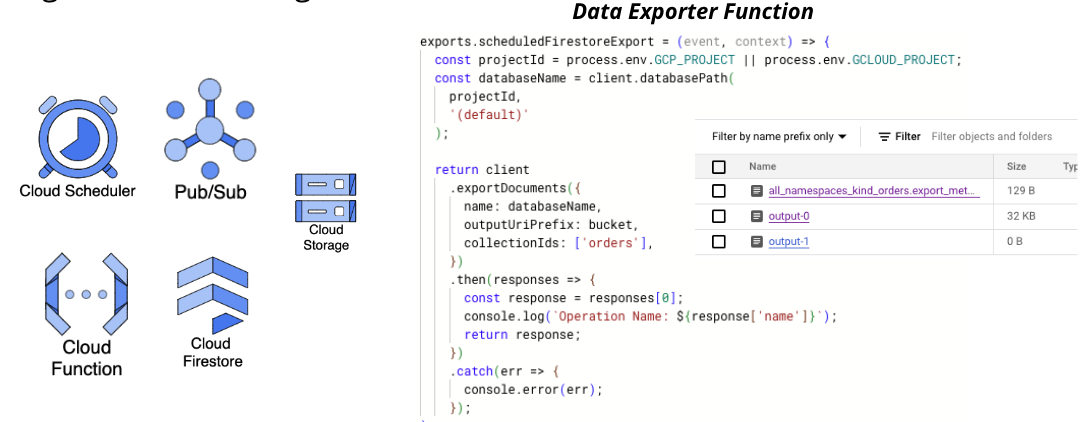 Data Exporter Function
Cloud Scheduler
Pub/Sub
Cloud
Storage
Cloud
Function
Cloud
Firestore
exports.scheduledFirestoreExport = (event, context) => {
const projectId = process.env.GCP_PROJECT || process.env.GCLOUD_PROJECT;
const databaseName = client.databasePath(
projectId,
'(default)'
);
return client
.exportDocuments({
name: databaseName,
outputUriPrefix: bucket,
collectionIds: ['orders'],
})
.then(responses => {
const response = responses[0];
console.log(`Operation Name: ${response['name']}`);
return response;
})
.catch(err => {
console.error(err);
});
Filter by name prefix only Filter Filter objects and folders
Name Size Typ
all_namespaces_kind_orders.export_met... 129 B
output-0 32 KB
output-1 0 B